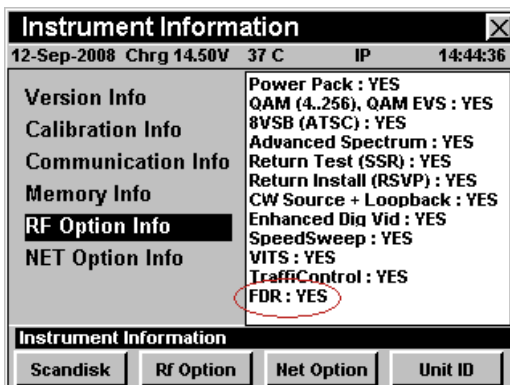 Instrument Information
12-Sep-2008 Chrg 14.50V 37 C IP 14:44:36
Version Info
Calibration Info
Communication Info
Memory Info
RF Option Info
NET Option Info
Power Pack : YES
QAM (4..256), QAM EVS : YES
8VSB (ATSC) : YES
Advanced Spectrum : YES
Return Test (SSR) : YES
Return Install (RSVP) : YES
CW Source + Loopback : YES
Enhanced Dig Vid : YES
SpeedSweep : YES
VITS : YES
TraffiControl : YES
FDR : YES
Instrument Information
Scandisk Rf Option Net Option Unit ID